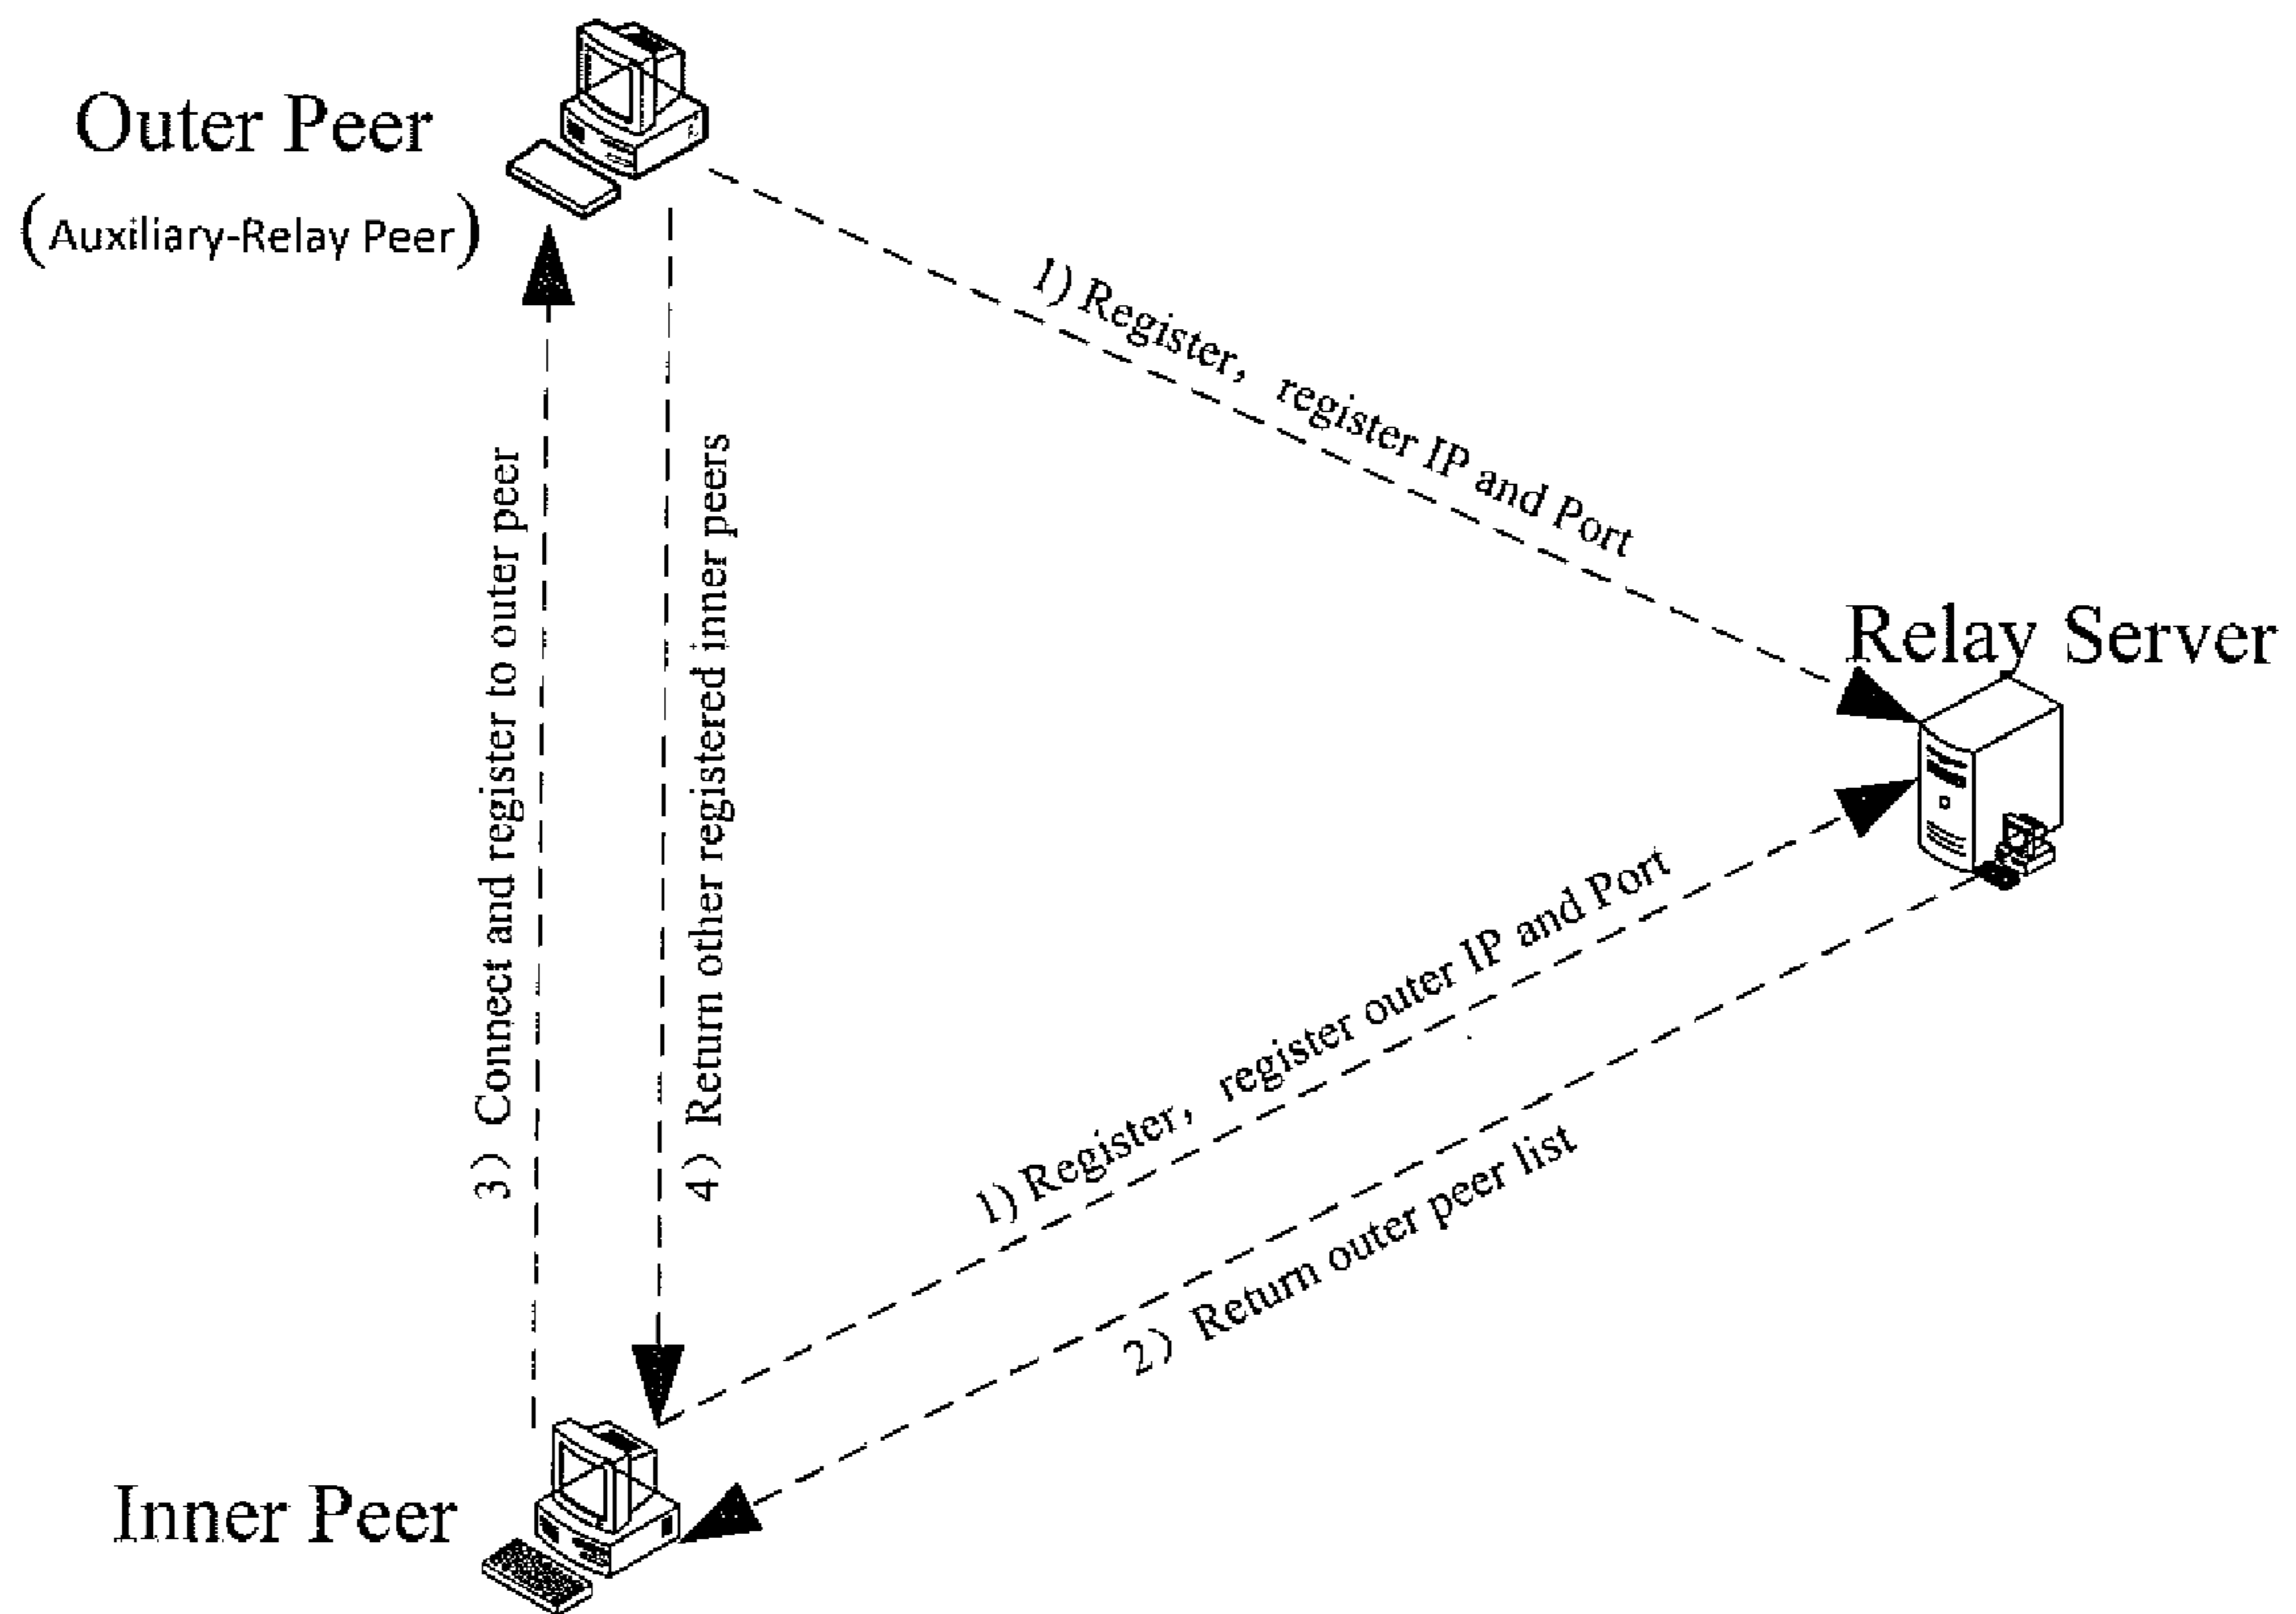 Outer Peer
(Auxiliary-Relay Peer)
1) Register, register IP and Port
Relay Server
3) Connect and register to outer peer
4) Return other registered inner peers
1) Register, register outer IP and Port
2) Return outer peer list
Inner Peer